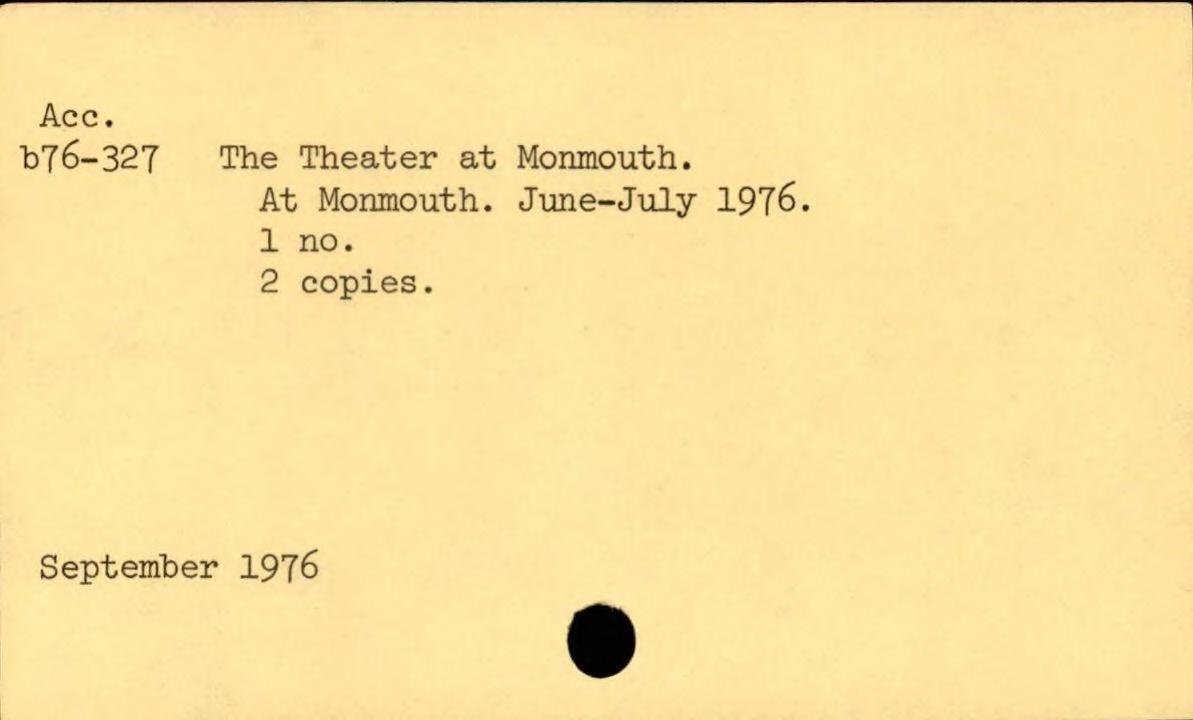 Acc.
b76-327 The Theater at Monmouth.
At Monmouth. June-July 1976.
1 no.
2 copies.
September 1976